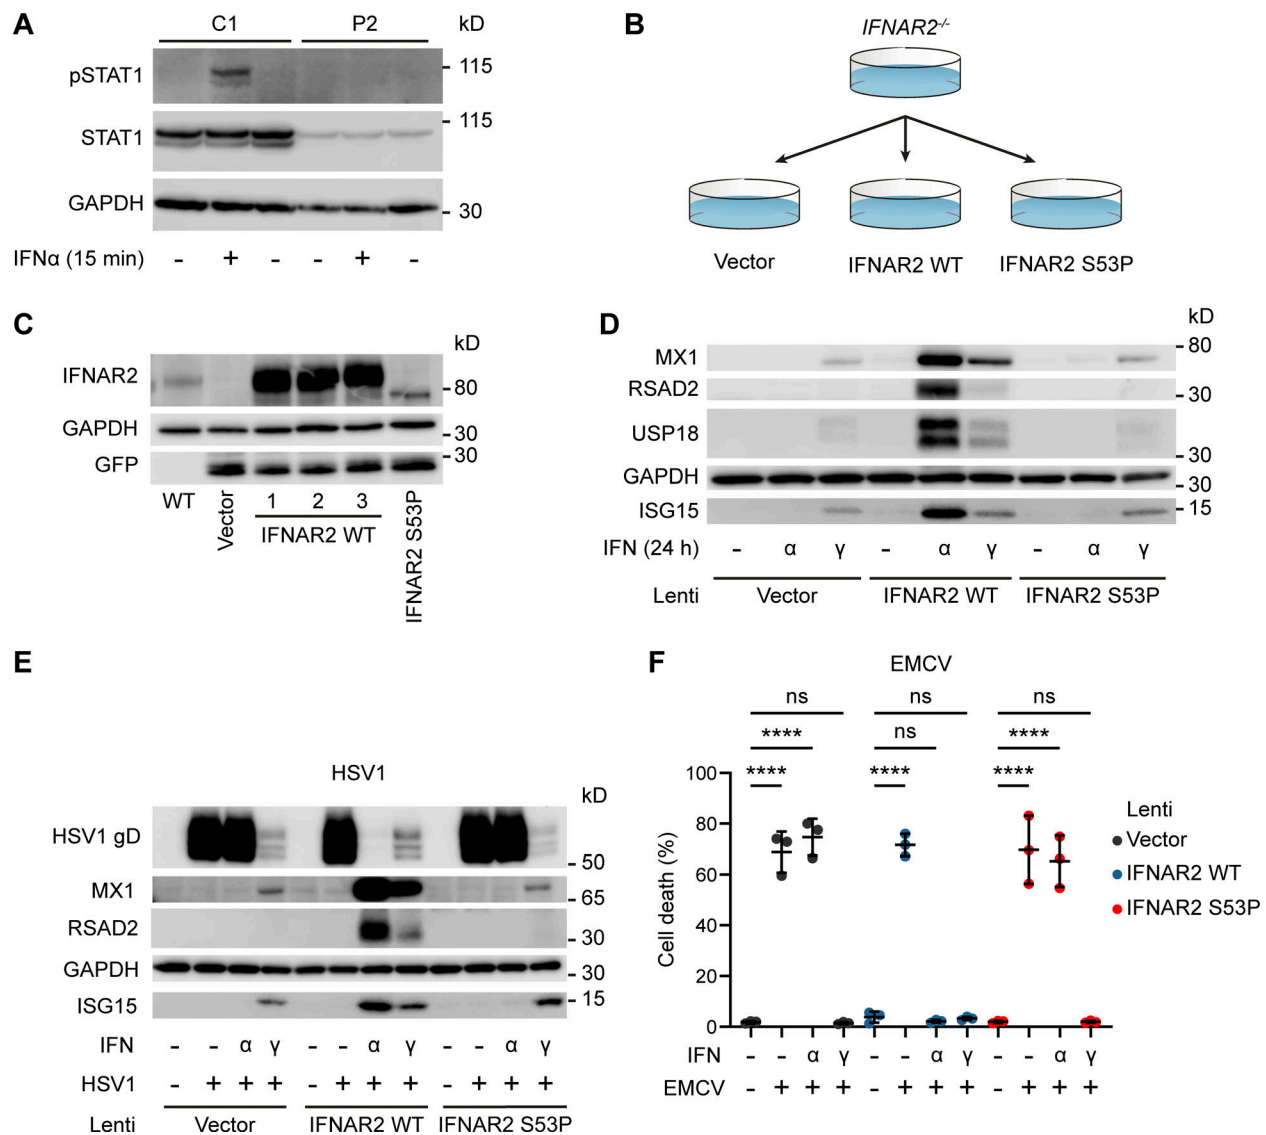 A
C1 P2 kD
pSTAT1 115
STAT1 115
GAPDH 30
IFNα (15 min) - + - - + -
B
IFNAR2-/-
Vector IFNAR2 WT IFNAR2 S53P
C
kD
IFNAR2 80
GAPDH 30
GFP 30
WT Vector 1 2 3 IFNAR2 S53P
IFNAR2 WT
D
kD
MX1 80
RSAD2 30
USP18 30
GAPDH 30
ISG15 15
IFN (24 h) - α γ - α γ - α γ
Lenti Vector IFNAR2 WT IFNAR2 S53P
E
HSV1
kD
HSV1 gD 50
MX1 65
RSAD2 30
GAPDH 30
ISG15 15
IFN - - α γ - - α γ - - α γ
HSV1 - + + + - + + + - + + +
Lenti Vector IFNAR2 WT IFNAR2 S53P
F
EMCV
ns ns ns
**** ns ****
**** **** ****
Cell death (%)
100
80
60
40
20
0
Lenti
Vector
IFNAR2 WT
IFNAR2 S53P
IFN - - α γ - - α γ - - α γ
EMCV - + + + - + + + - + + +